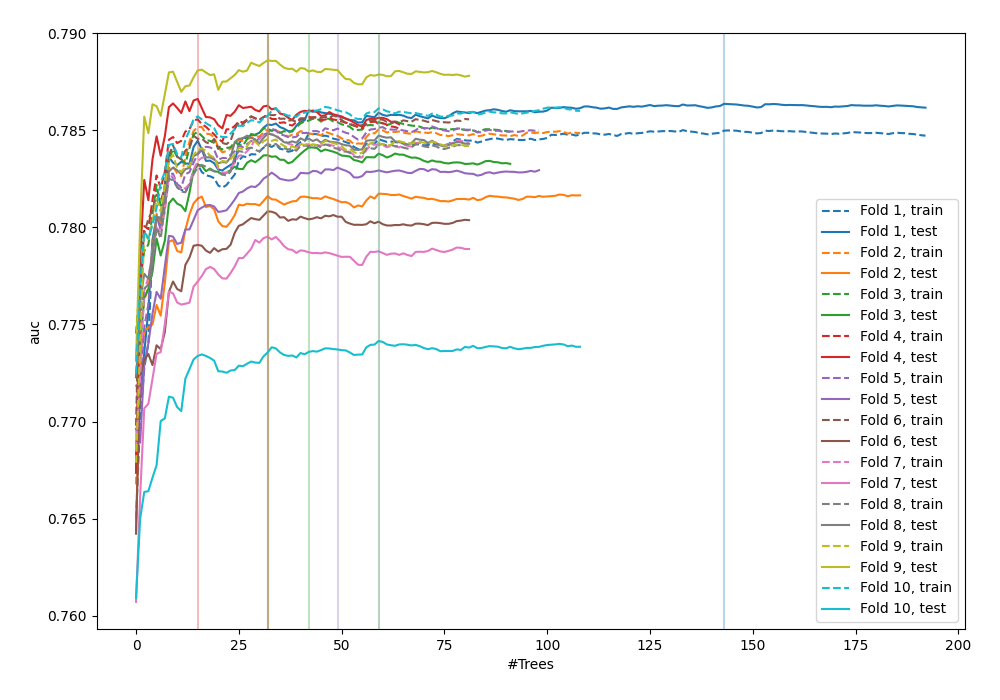 0.790
0.785
0.780
0.775
0.770
0.765
0.760
auc
0
25
50
75
100
125
150
175
200
#Trees
Fold 1, train
Fold 1, test
Fold 2, train
Fold 2, test
Fold 3, train
Fold 3, test
Fold 4, train
Fold 4, test
Fold 5, train
Fold 5, test
Fold 6, train
Fold 6, test
Fold 7, train
Fold 7, test
Fold 8, train
Fold 8, test
Fold 9, train
Fold 9, test
Fold 10, train
Fold 10, test